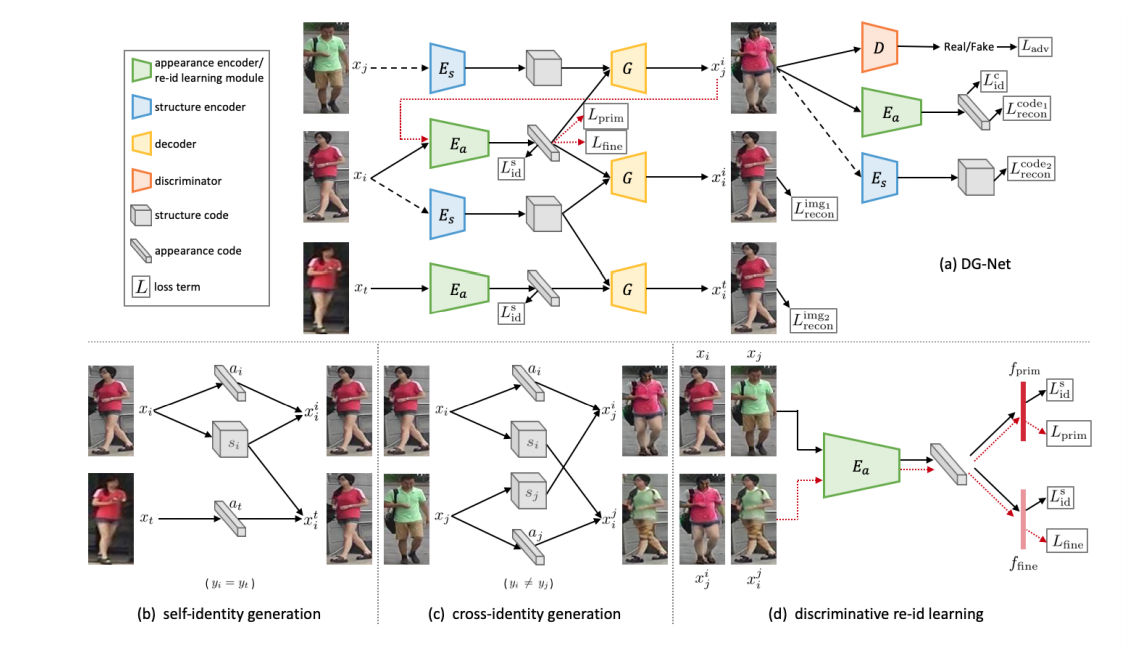 appearance encoder/
re-id learning module
structure encoder
decoder
discriminator
structure code
appearance code
L loss term
x_j E_s G x_j^i D Real/Fake L_adv
L_prim
L_fine
E_a L_id^s
x_i G x_i^i
E_s
L_recon^img1
x_t E_a L_id^s G x_i^t
L_recon^img2
E_a L_id^c L_recon^code1
E_s L_recon^code2
(a) DG-Net
x_i a_i s_i x_i^i
x_t a_t x_i^t
(y_i = y_t)
(b) self-identity generation
x_i a_i s_i x_j^i
x_j s_j a_j x_i^j
(y_i ≠ y_j)
(c) cross-identity generation
x_i x_j
x_j^i x_i^j
E_a
f_prim L_id^s
L_prim
L_id^s
L_fine
f_fine
(d) discriminative re-id learning